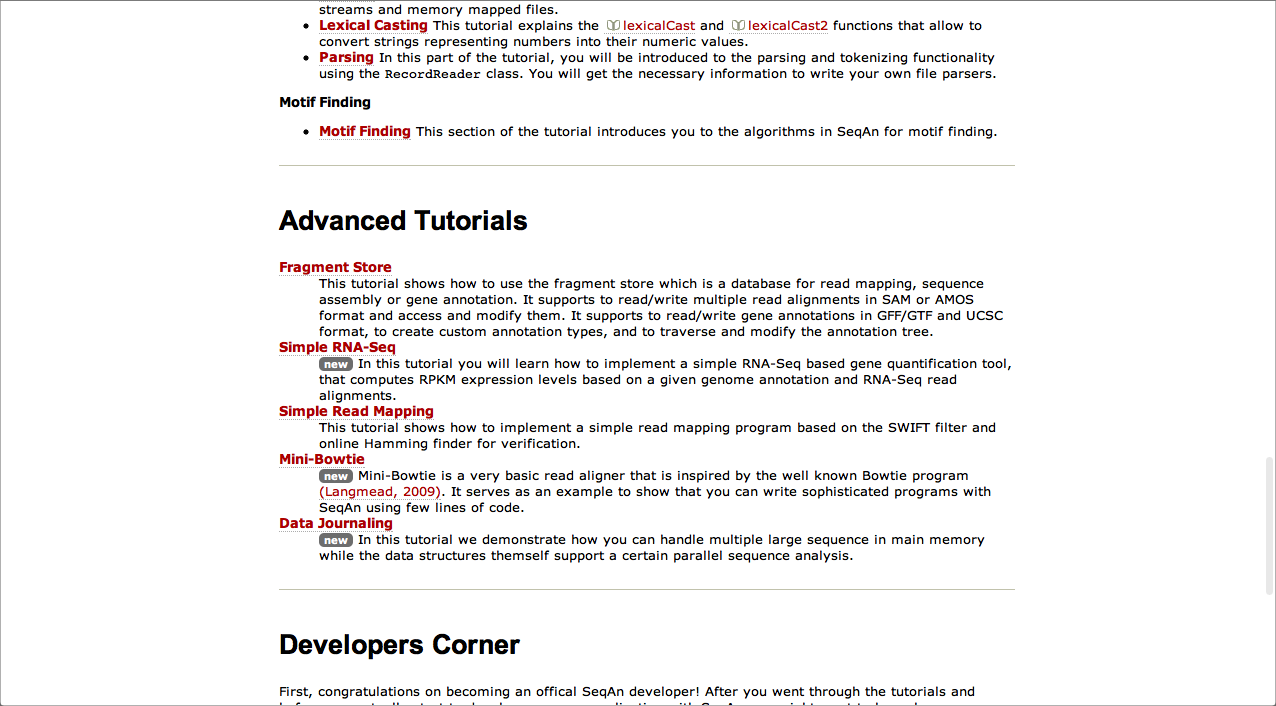 streams and memory mapped files.
• Lexical Casting This tutorial explains the lexicalCast and lexicalCast2 functions that allow to
convert strings representing numbers into their numeric values.
• Parsing In this part of the tutorial, you will be introduced to the parsing and tokenizing functionality
using the RecordReader class. You will get the necessary information to write your own file parsers.
Motif Finding
• Motif Finding This section of the tutorial introduces you to the algorithms in SeqAn for motif finding.
Advanced Tutorials
Fragment Store
This tutorial shows how to use the fragment store which is a database for read mapping, sequence
assembly or gene annotation. It supports to read/write multiple read alignments in SAM or AMOS
format and access and modify them. It supports to read/write gene annotations in GFF/GTF and UCSC
format, to create custom annotation types, and to traverse and modify the annotation tree.
Simple RNA-Seq
new In this tutorial you will learn how to implement a simple RNA-Seq based gene quantification tool,
that computes RPKM expression levels based on a given genome annotation and RNA-Seq read
alignments.
Simple Read Mapping
This tutorial shows how to implement a simple read mapping program based on the SWIFT filter and
online Hamming finder for verification.
Mini-Bowtie
new Mini-Bowtie is a very basic read aligner that is inspired by the well known Bowtie program
(Langmead, 2009). It serves as an example to show that you can write sophisticated programs with
SeqAn using few lines of code.
Data Journaling
new In this tutorial we demonstrate how you can handle multiple large sequence in main memory
while the data structures themself support a certain parallel sequence analysis.
Developers Corner
First, congratulations on becoming an offical SeqAn developer! After you went through the tutorials and